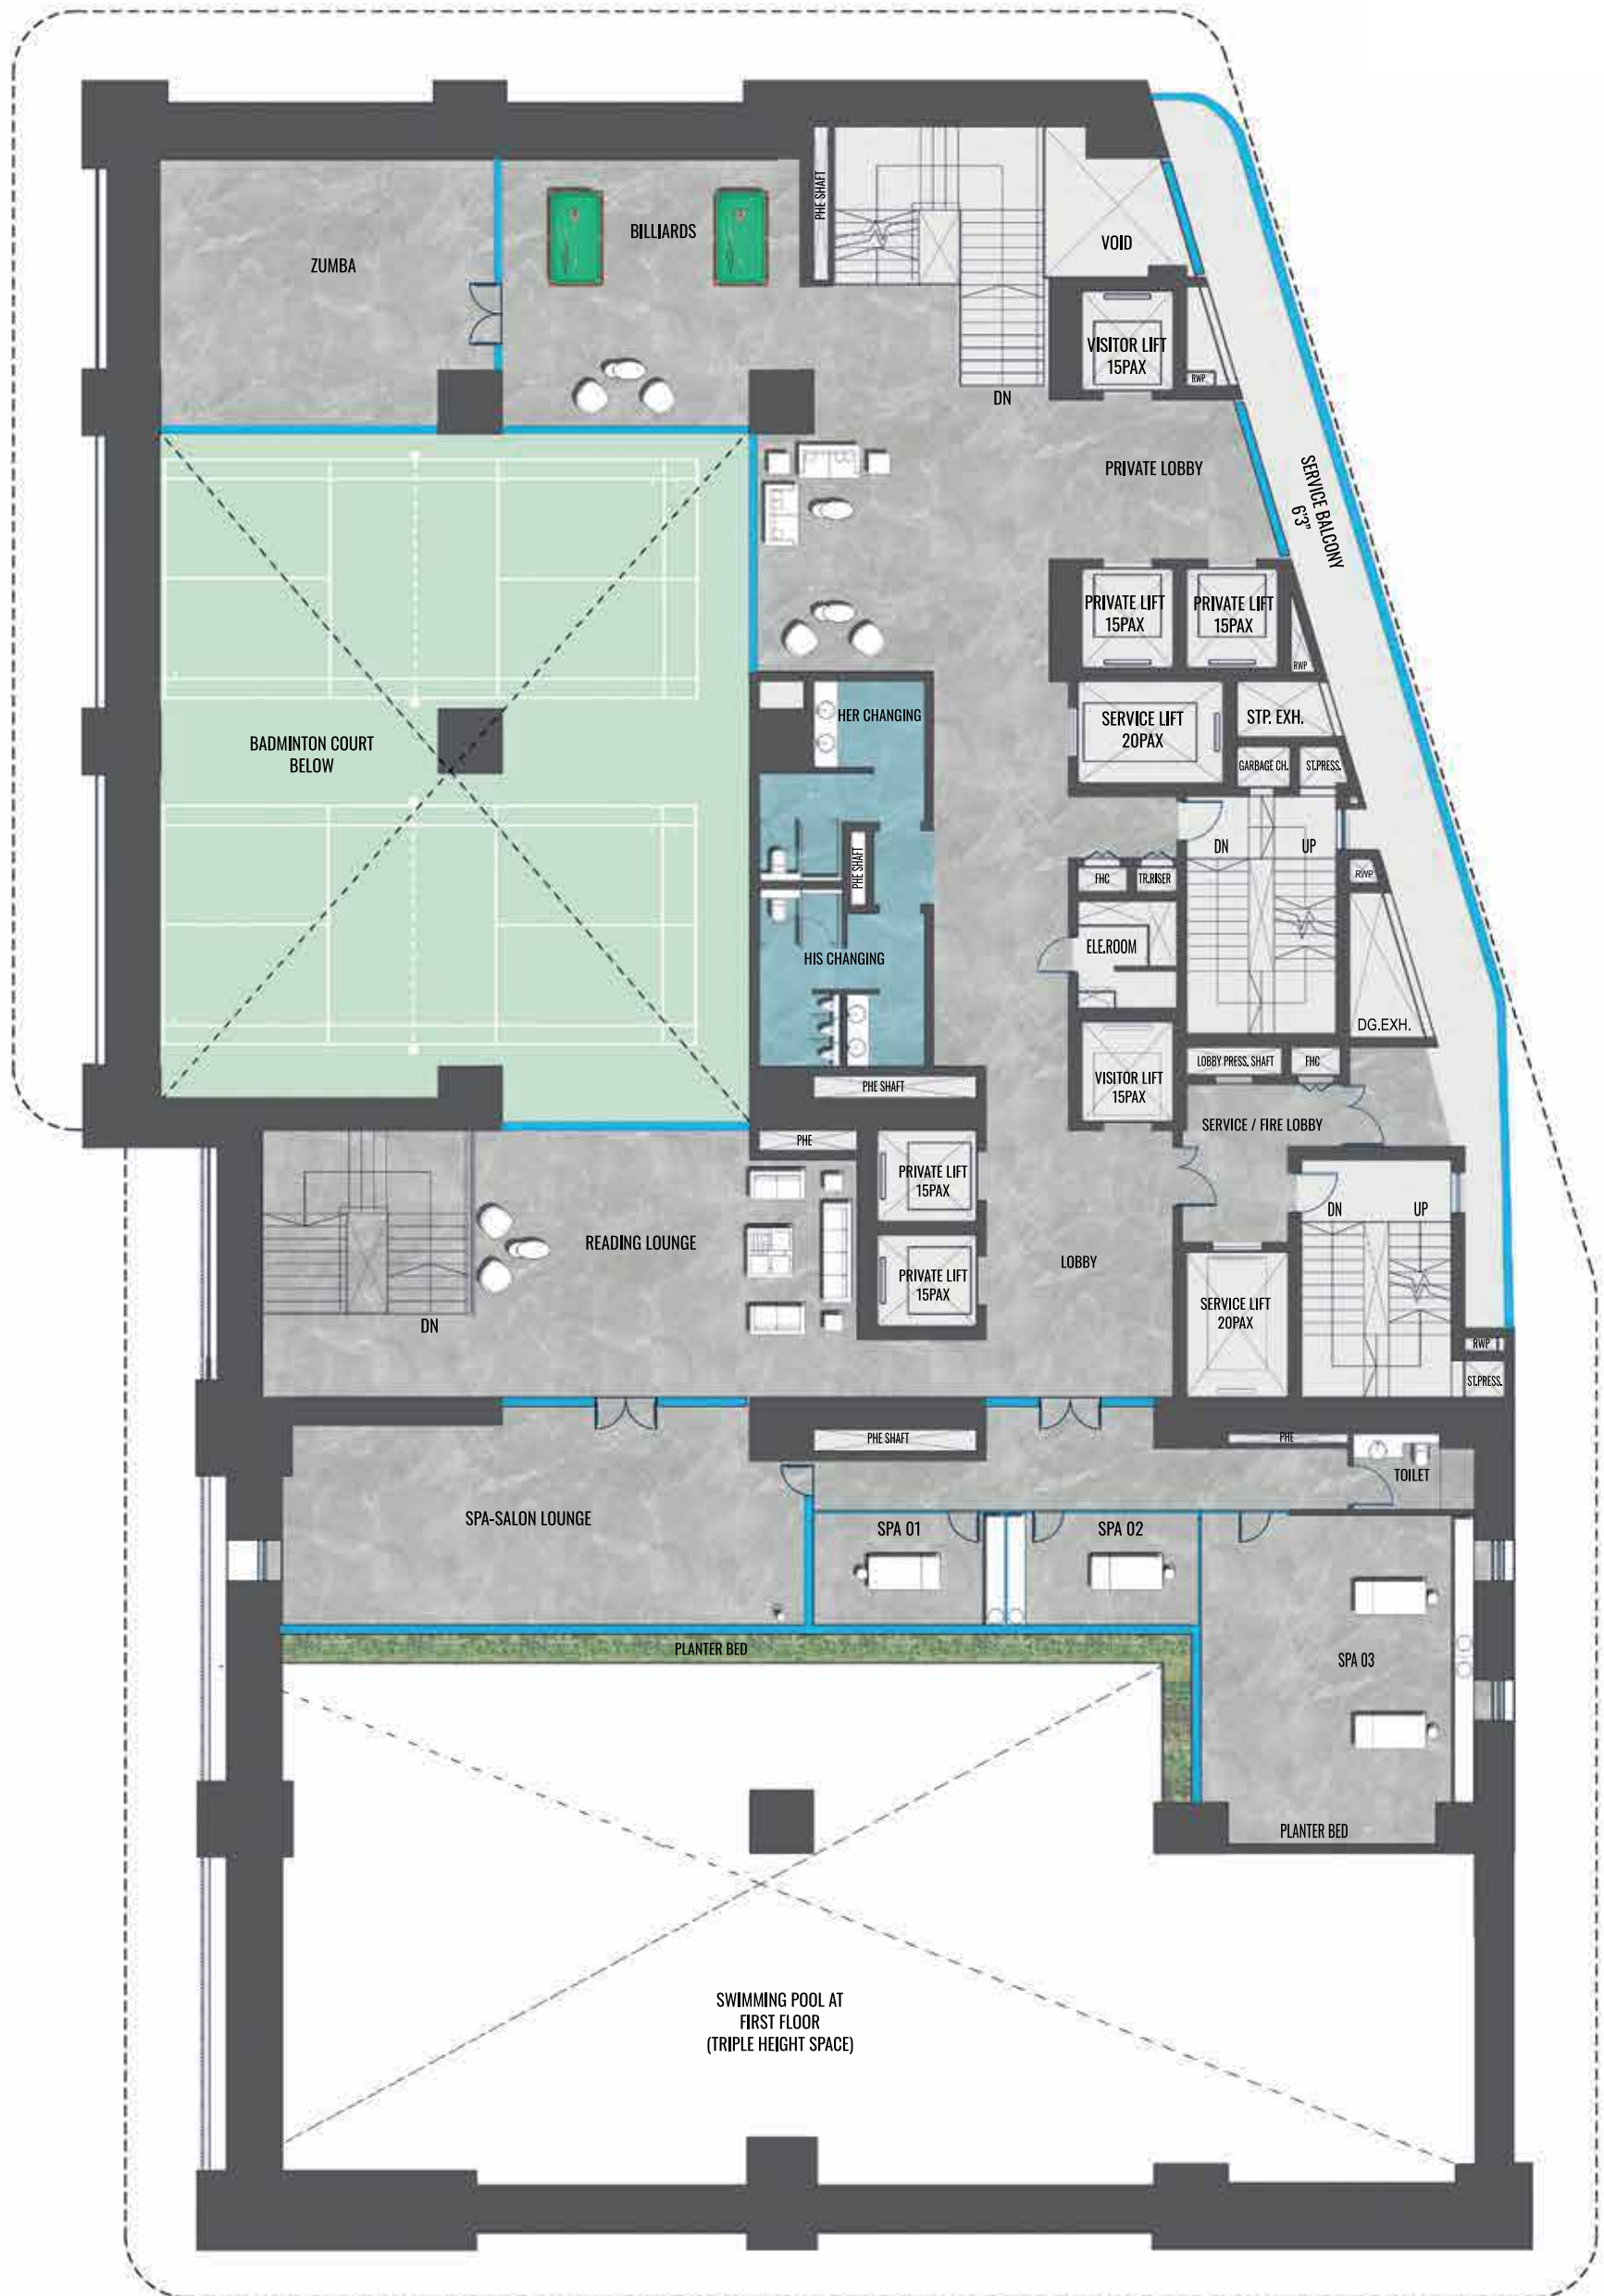 PHE SHAFT
VOID
BILLIARDS
ZUMBA
VISITOR LIFT
15PAX
RWP
DN
PRIVATE LOBBY
SERVICE BALCONY
6'3"
PRIVATE LIFT
15PAX
PRIVATE LIFT
15PAX
RWP
HER CHANGING
SERVICE LIFT
20PAX
STP. EXH.
BADMINTON COURT
BELOW
GARBAGE CH.
ST.PRESS.
DN
UP
PHE SHAFT
FHC
TR.RISER
RWP
ELE.ROOM
HIS CHANGING
DG.EXH.
LOBBY PRESS. SHAFT
FHC
VISITOR LIFT
15PAX
PHE SHAFT
SERVICE / FIRE LOBBY
PHE
PRIVATE LIFT
15PAX
DN
UP
READING LOUNGE
LOBBY
PRIVATE LIFT
15PAX
SERVICE LIFT
20PAX
DN
RWP
ST.PRESS.
PHE SHAFT
PHE
TOILET
SPA-SALON LOUNGE
SPA 01
SPA 02
PLANTER BED
SPA 03
PLANTER BED
SWIMMING POOL AT
FIRST FLOOR
(TRIPLE HEIGHT SPACE)